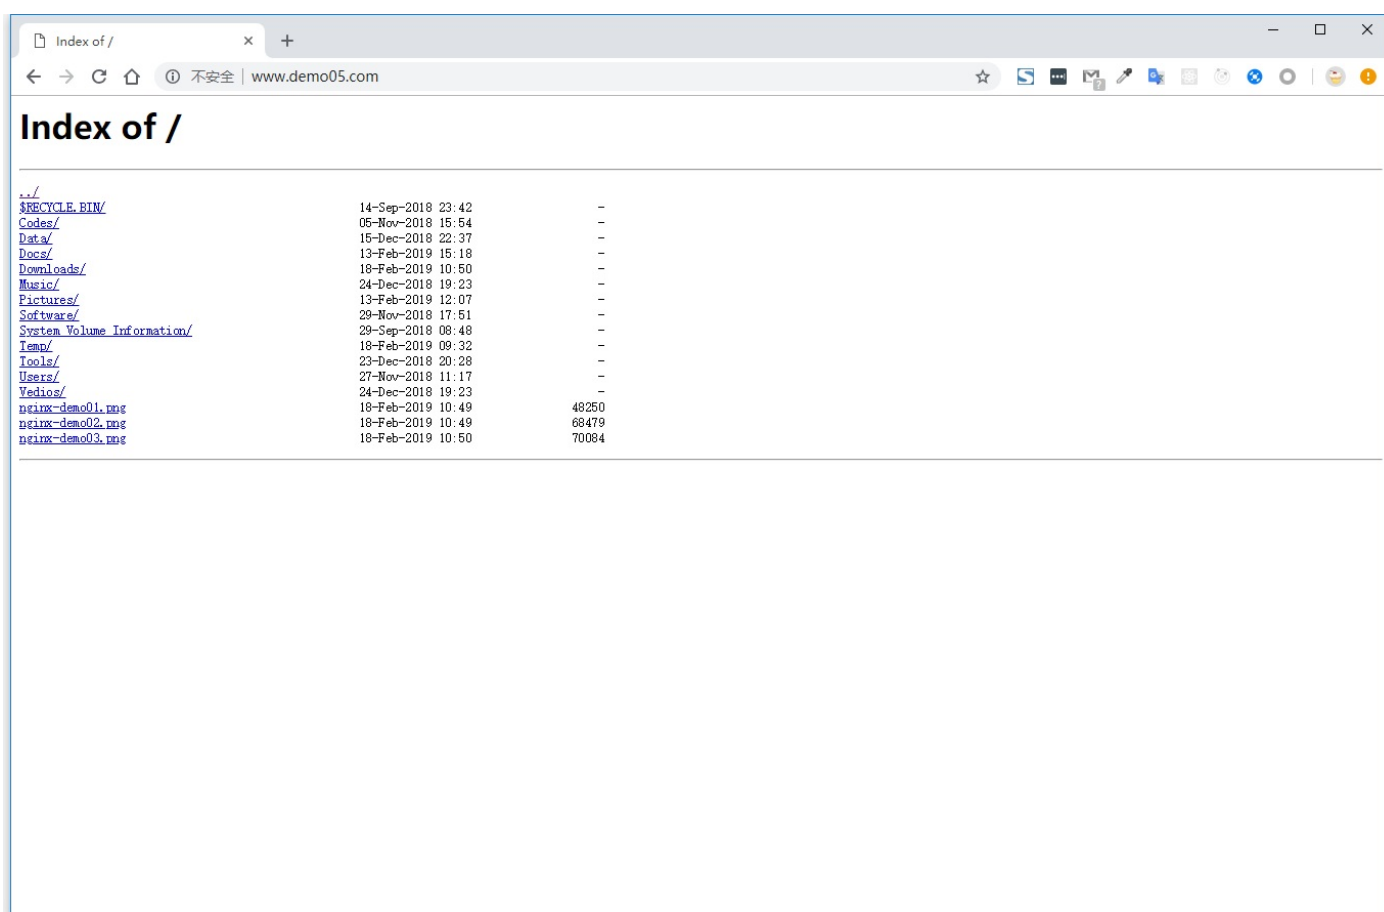 Index of /
不安全 | www.demo05.com
Index of /
../
$RECYCLE.BIN/ 14-Sep-2018 23:42 -
Codes/ 05-Nov-2018 15:54 -
Data/ 15-Dec-2018 22:37 -
Docs/ 13-Feb-2019 15:18 -
Downloads/ 18-Feb-2019 10:50 -
Music/ 24-Dec-2018 19:23 -
Pictures/ 13-Feb-2019 12:07 -
Software/ 29-Nov-2018 17:51 -
System Volume Information/ 29-Sep-2018 08:48 -
Temp/ 18-Feb-2019 09:32 -
Tools/ 23-Dec-2018 20:28 -
Users/ 27-Nov-2018 11:17 -
Vedios/ 24-Dec-2018 19:23 -
nginx-demo01.png 18-Feb-2019 10:49 48250
nginx-demo02.png 18-Feb-2019 10:49 68479
nginx-demo03.png 18-Feb-2019 10:50 70084